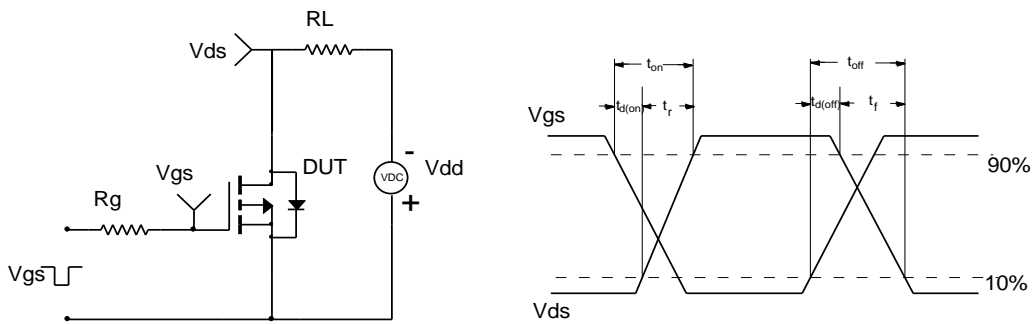 RL
Vds
Vgs
DUT
Rg
VDC
-
+
Vdd
Vgs
ton
toff
td(on)
tr
td(off)
tf
Vgs
90%
10%
Vds